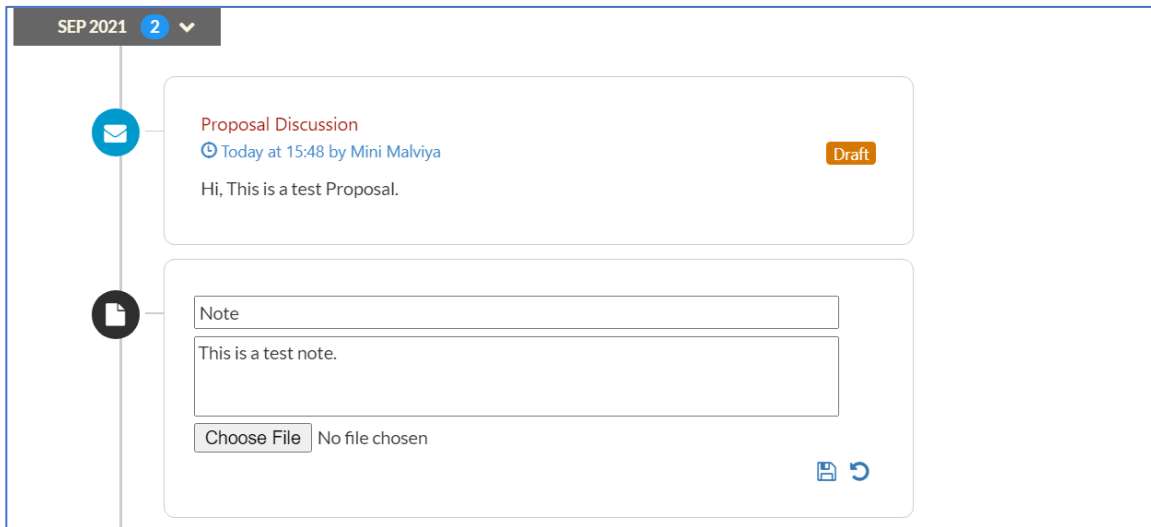 SEP 2021 2
Proposal Discussion
Today at 15:48 by Mini Malviya
Draft
Hi, This is a test Proposal.
Note
This is a test note.
Choose File No file chosen